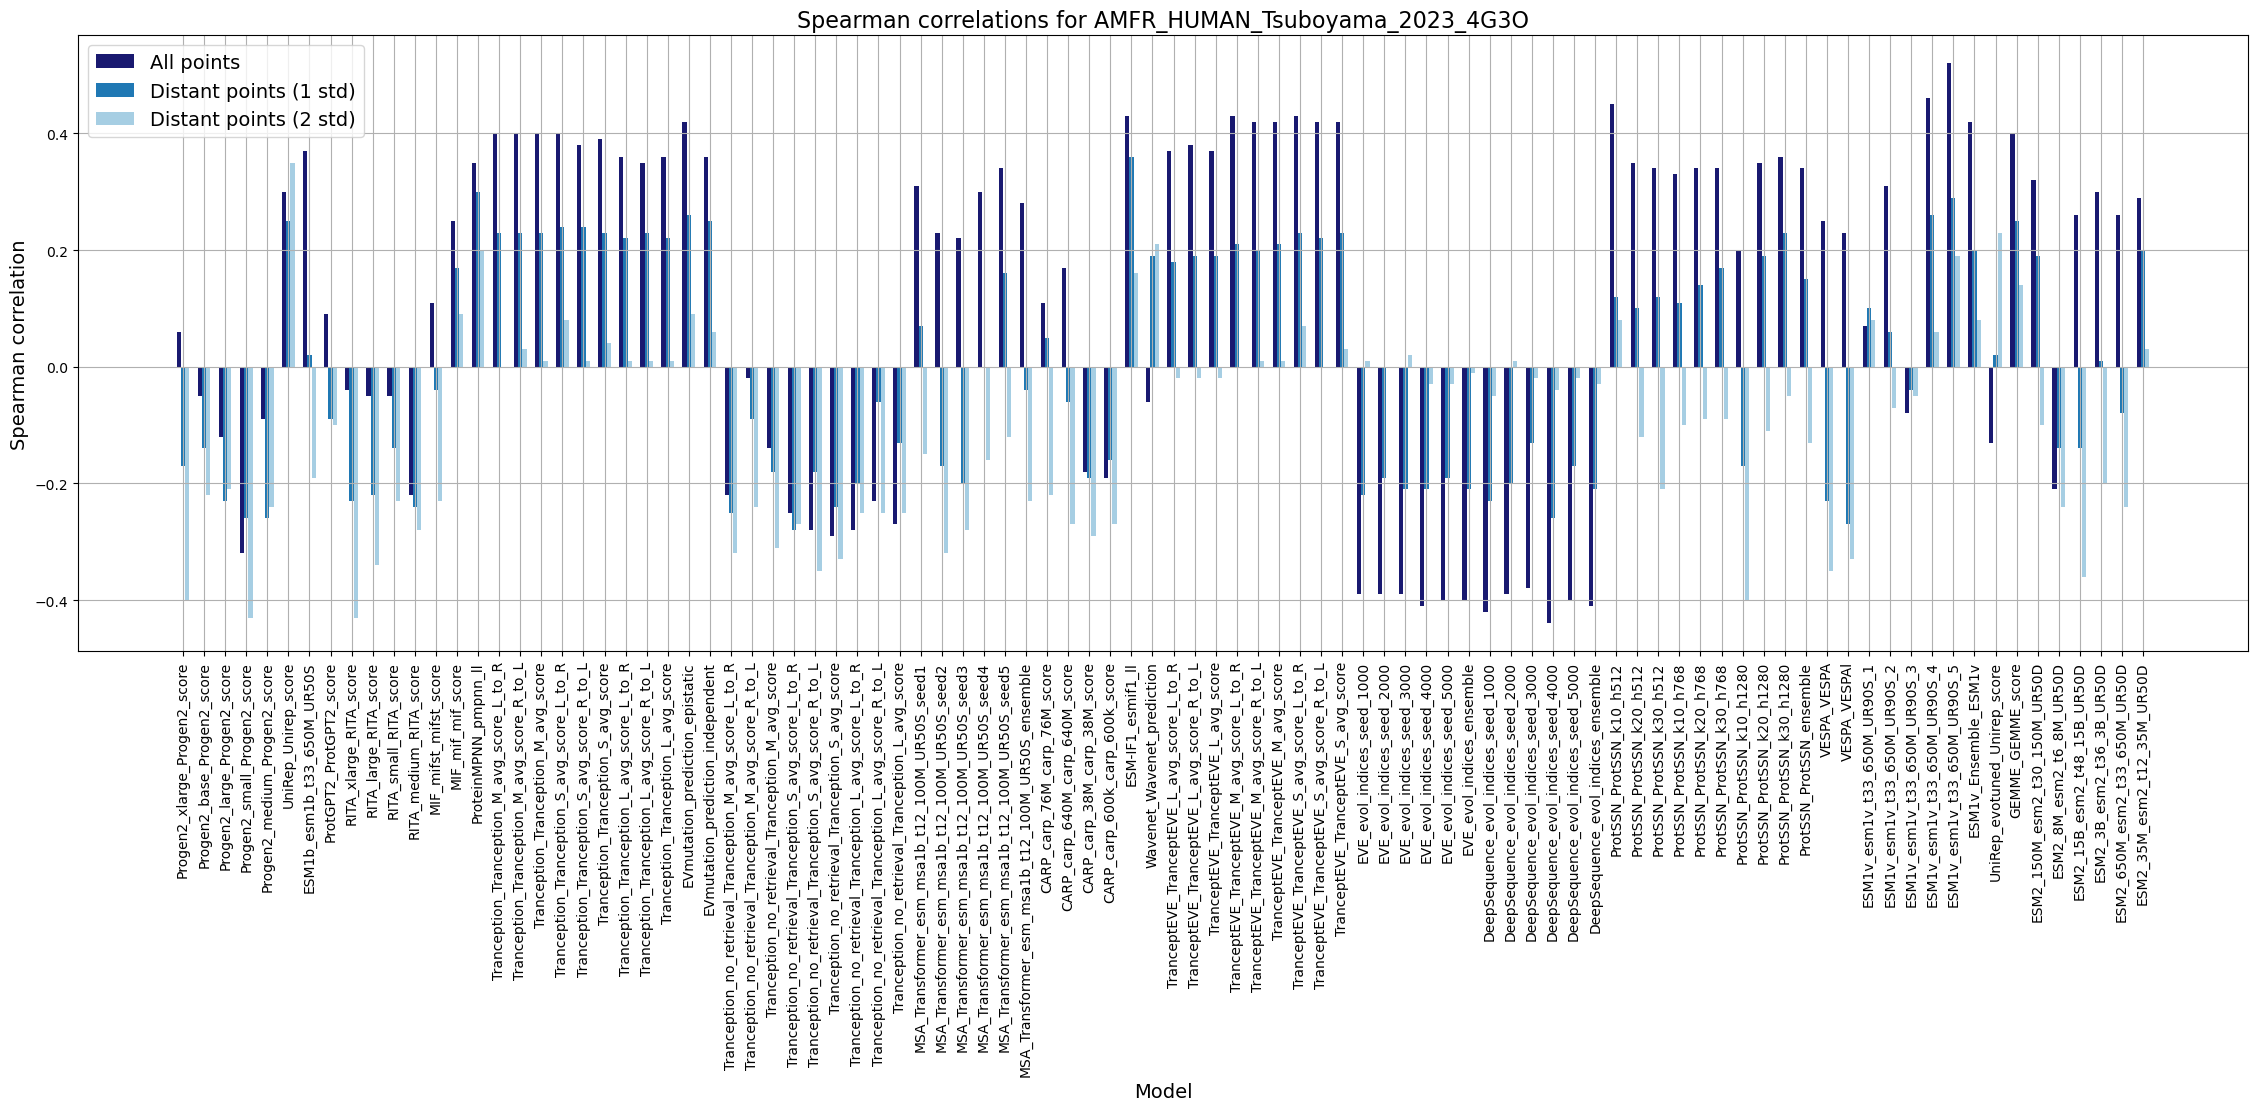 Spearman correlations for AMFR_HUMAN_Tsuboyama_2023_4G3O
All points
Distant points (1 std)
Distant points (2 std)
Spearman correlation
0.4
0.2
0.0
−0.2
−0.4
Progen2_xlarge_Progen2_score
Progen2_base_Progen2_score
Progen2_large_Progen2_score
Progen2_small_Progen2_score
Progen2_medium_Progen2_score
UniRep_Unirep_score
ESM1b_esm1b_t33_650M_UR50S
ProtGPT2_ProtGPT2_score
RITA_xlarge_RITA_score
RITA_large_RITA_score
RITA_small_RITA_score
RITA_medium_RITA_score
MIF_mifst_mifst_score
MIF_mif_mif_score
ProteinMPNN_pmpnn_ll
Tranception_Tranception_M_avg_score_L_to_R
Tranception_Tranception_M_avg_score_R_to_L
Tranception_Tranception_M_avg_score
Tranception_Tranception_S_avg_score_L_to_R
Tranception_Tranception_S_avg_score_R_to_L
Tranception_Tranception_S_avg_score
Tranception_Tranception_L_avg_score_L_to_R
Tranception_Tranception_L_avg_score_R_to_L
Tranception_Tranception_L_avg_score
EVmutation_prediction_epistatic
EVmutation_prediction_independent
Tranception_no_retrieval_Tranception_M_avg_score_L_to_R
Tranception_no_retrieval_Tranception_M_avg_score_R_to_L
Tranception_no_retrieval_Tranception_M_avg_score
Tranception_no_retrieval_Tranception_S_avg_score_L_to_R
Tranception_no_retrieval_Tranception_S_avg_score_R_to_L
Tranception_no_retrieval_Tranception_S_avg_score
Tranception_no_retrieval_Tranception_L_avg_score_L_to_R
Tranception_no_retrieval_Tranception_L_avg_score_R_to_L
Tranception_no_retrieval_Tranception_L_avg_score
MSA_Transformer_esm_msa1b_t12_100M_UR50S_seed1
MSA_Transformer_esm_msa1b_t12_100M_UR50S_seed2
MSA_Transformer_esm_msa1b_t12_100M_UR50S_seed3
MSA_Transformer_esm_msa1b_t12_100M_UR50S_seed4
MSA_Transformer_esm_msa1b_t12_100M_UR50S_seed5
MSA_Transformer_esm_msa1b_t12_100M_UR50S_ensemble
CARP_carp_76M_carp_76M_score
CARP_carp_640M_carp_640M_score
CARP_carp_38M_carp_38M_score
CARP_carp_600k_carp_600k_score
ESM-IF1_esmif1_ll
Wavenet_Wavenet_prediction
TranceptEVE_TranceptEVE_L_avg_score_L_to_R
TranceptEVE_TranceptEVE_L_avg_score_R_to_L
TranceptEVE_TranceptEVE_L_avg_score
TranceptEVE_TranceptEVE_M_avg_score_L_to_R
TranceptEVE_TranceptEVE_M_avg_score_R_to_L
TranceptEVE_TranceptEVE_M_avg_score
TranceptEVE_TranceptEVE_S_avg_score_L_to_R
TranceptEVE_TranceptEVE_S_avg_score_R_to_L
TranceptEVE_TranceptEVE_S_avg_score
EVE_evol_indices_seed_1000
EVE_evol_indices_seed_2000
EVE_evol_indices_seed_3000
EVE_evol_indices_seed_4000
EVE_evol_indices_seed_5000
EVE_evol_indices_ensemble
DeepSequence_evol_indices_seed_1000
DeepSequence_evol_indices_seed_2000
DeepSequence_evol_indices_seed_3000
DeepSequence_evol_indices_seed_4000
DeepSequence_evol_indices_seed_5000
DeepSequence_evol_indices_ensemble
ProtSSN_ProtSSN_k10_h512
ProtSSN_ProtSSN_k20_h512
ProtSSN_ProtSSN_k30_h512
ProtSSN_ProtSSN_k10_h768
ProtSSN_ProtSSN_k20_h768
ProtSSN_ProtSSN_k30_h768
ProtSSN_ProtSSN_k10_h1280
ProtSSN_ProtSSN_k20_h1280
ProtSSN_ProtSSN_k30_h1280
ProtSSN_ProtSSN_ensemble
VESPA_VESPA
VESPA_VESPAl
ESM1v_esm1v_t33_650M_UR90S_1
ESM1v_esm1v_t33_650M_UR90S_2
ESM1v_esm1v_t33_650M_UR90S_3
ESM1v_esm1v_t33_650M_UR90S_4
ESM1v_esm1v_t33_650M_UR90S_5
ESM1v_Ensemble_ESM1v
UniRep_evotuned_Unirep_score
GEMME_GEMME_score
ESM2_150M_esm2_t30_150M_UR50D
ESM2_8M_esm2_t6_8M_UR50D
ESM2_15B_esm2_t48_15B_UR50D
ESM2_3B_esm2_t36_3B_UR50D
ESM2_650M_esm2_t33_650M_UR50D
ESM2_35M_esm2_t12_35M_UR50D
Model